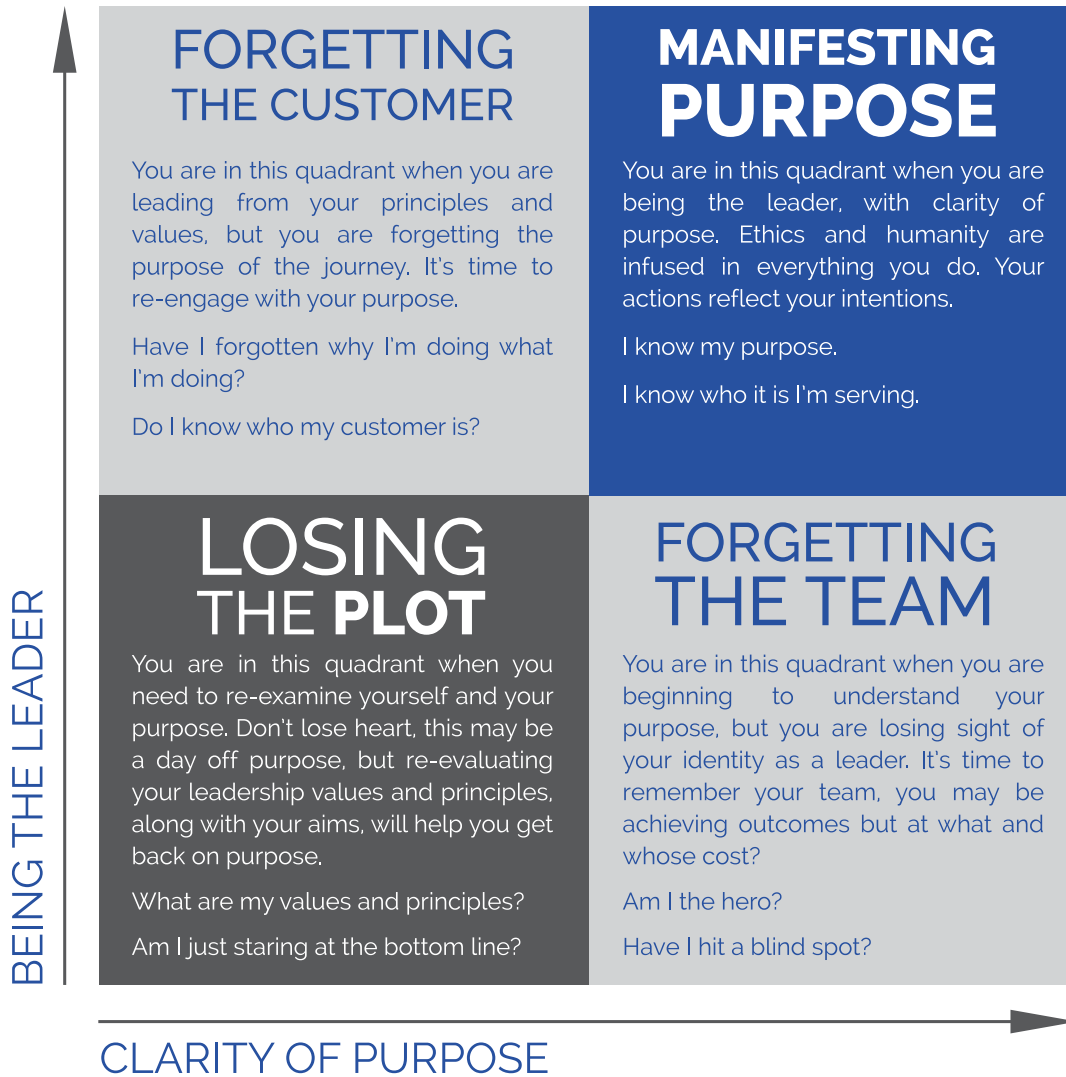 FORGETTING
THE CUSTOMER
You are in this quadrant when you are
leading from your principles and
values, but you are forgetting the
purpose of the journey. It's time to
re-engage with your purpose.
Have I forgotten why I'm doing what
I'm doing?
Do I know who my customer is?
MANIFESTING
PURPOSE
You are in this quadrant when you are
being the leader, with clarity of
purpose. Ethics and humanity are
infused in everything you do. Your
actions reflect your intentions.
I know my purpose.
I know who it is I'm serving.
LOSING
THE PLOT
You are in this quadrant when you
need to re-examine yourself and your
purpose. Don't lose heart, this may be
a day off purpose, but re-evaluating
your leadership values and principles,
along with your aims, will help you get
back on purpose.
What are my values and principles?
Am I just staring at the bottom line?
FORGETTING
THE TEAM
You are in this quadrant when you are
beginning to understand your
purpose, but you are losing sight of
your identity as a leader. It's time to
remember your team, you may be
achieving outcomes but at what and
whose cost?
Am I the hero?
Have I hit a blind spot?
BEING THE LEADER
CLARITY OF PURPOSE